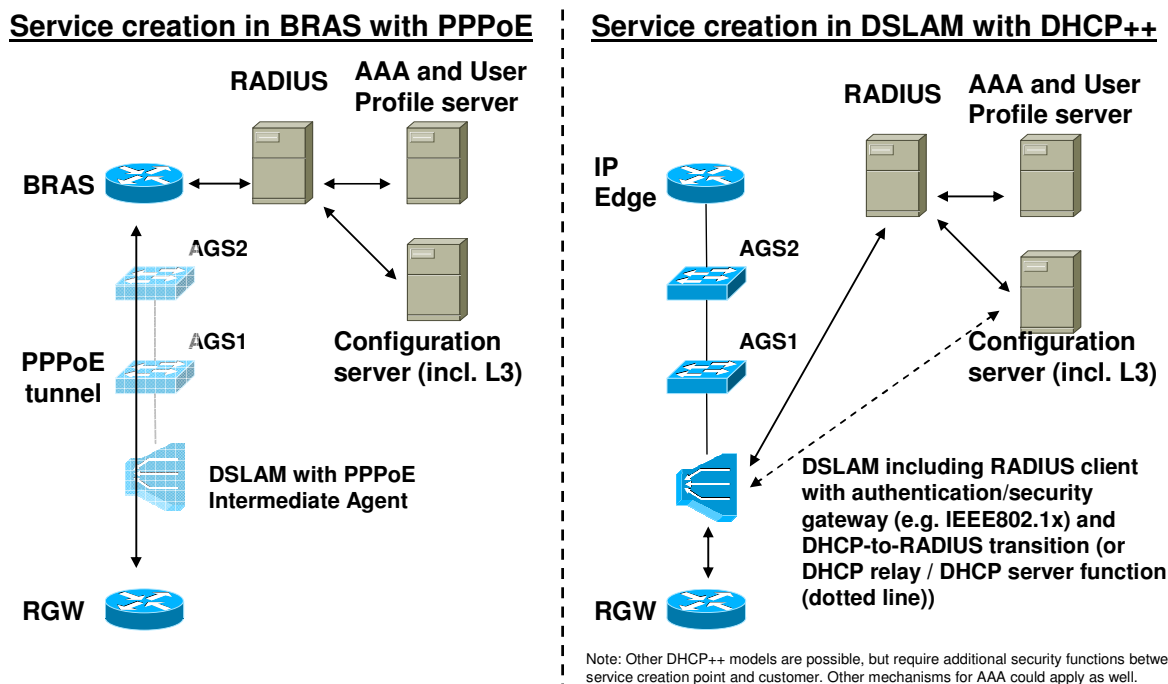 Service creation in BRAS with PPPoE
RADIUS
AAA and User
Profile server
BRAS
AGS2
AGS1
PPPoE
tunnel
Configuration
server (incl. L3)
DSLAM with PPPoE
Intermediate Agent
RGW
Service creation in DSLAM with DHCP++
RADIUS
AAA and User
Profile server
IP
Edge
AGS2
AGS1
Configuration
server (incl. L3)
DSLAM including RADIUS client
with authentication/security
gateway (e.g. IEEE802.1x) and
DHCP-to-RADIUS transition (or
DHCP relay / DHCP server function
(dotted line))
RGW
Note: Other DHCP++ models are possible, but require additional security functions betwe
service creation point and customer. Other mechanisms for AAA could apply as well.